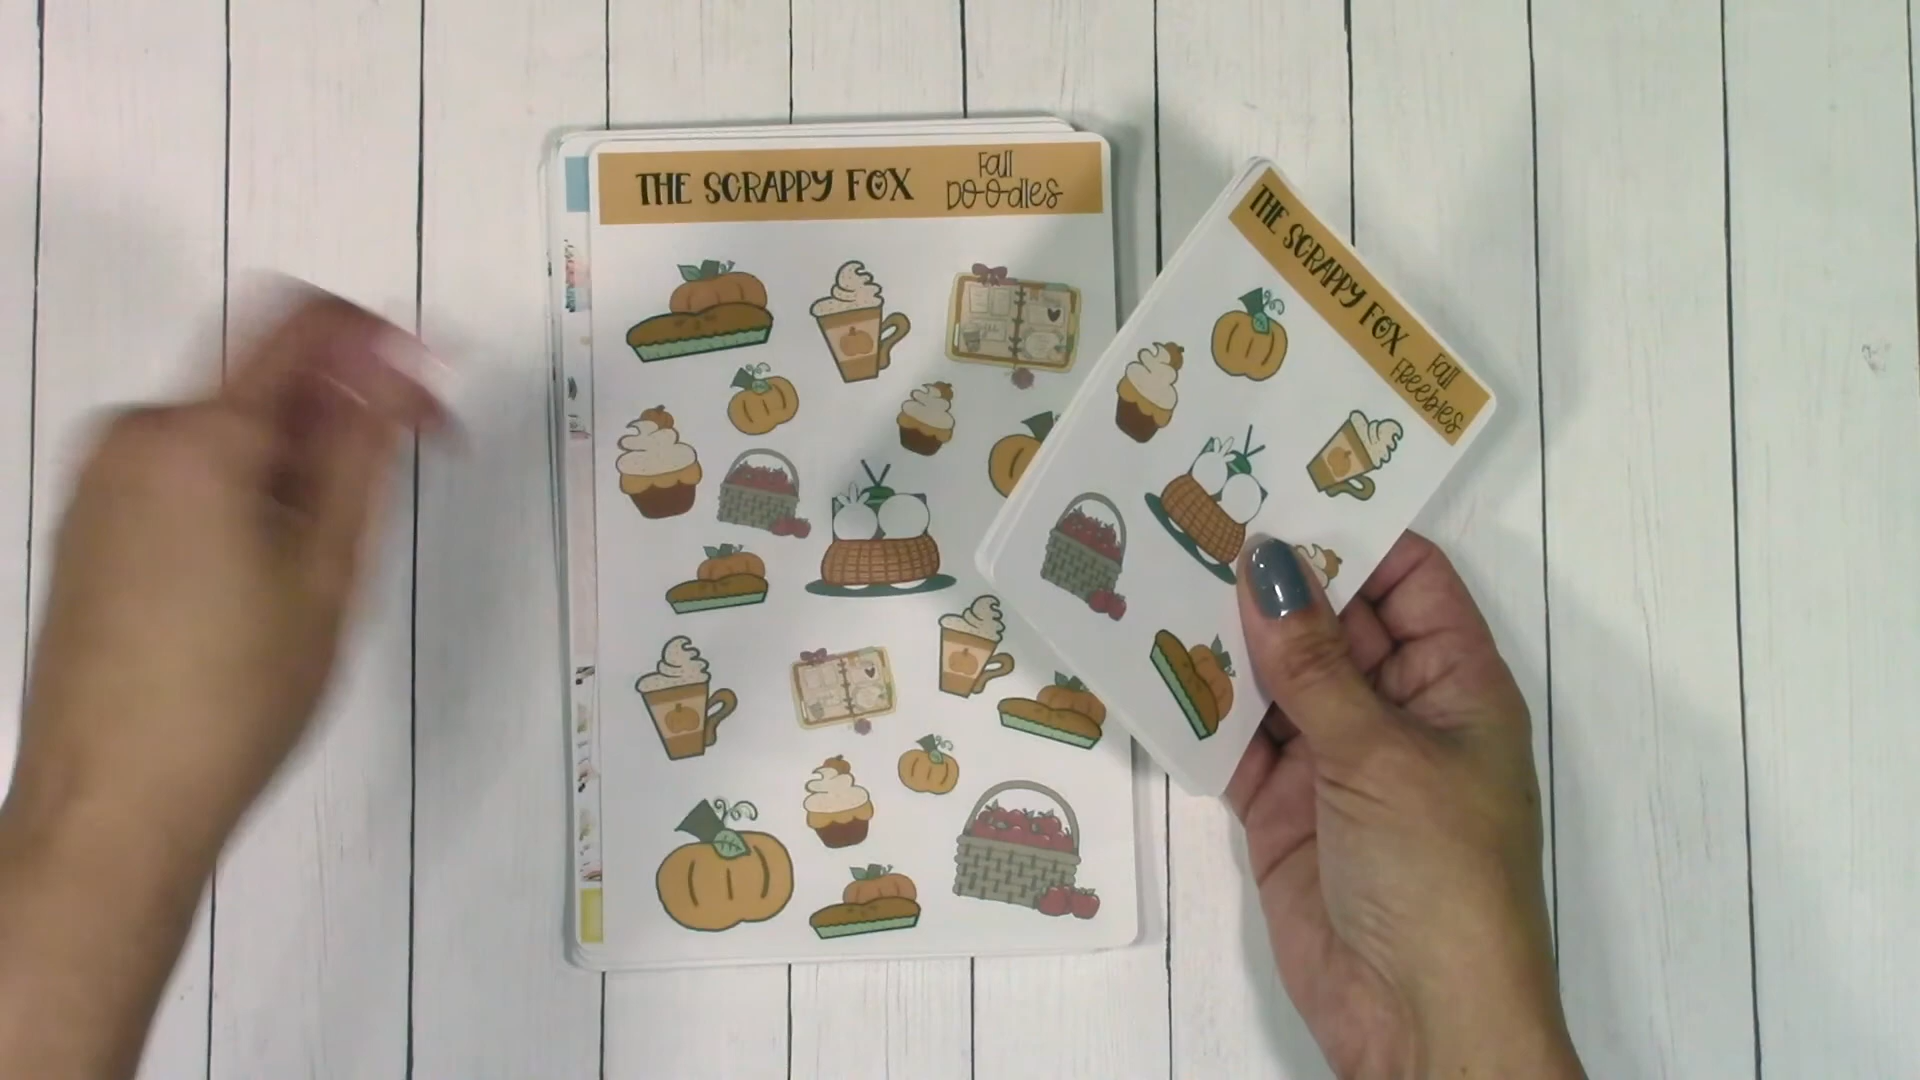 THE SCRAPPY FOX
Fall
Doodles
THE SCRAPPY FOX
Fall
Freebies